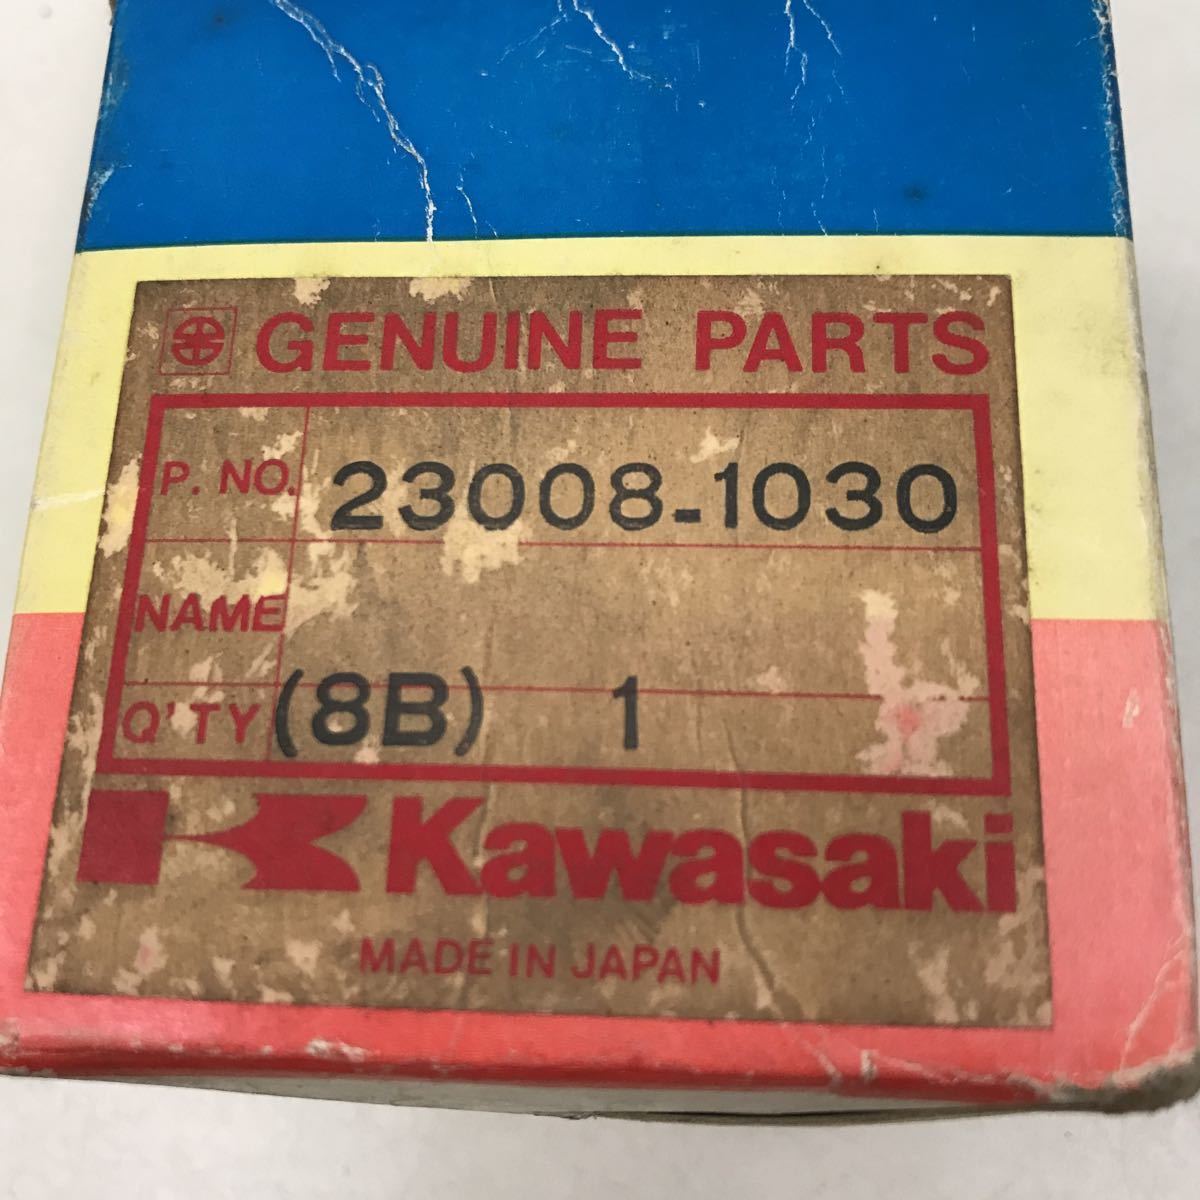 GENUINE PARTS
P. NO. 23008-1030
NAME
Q'TY (8B) 1
Kawasaki
MADE IN JAPAN